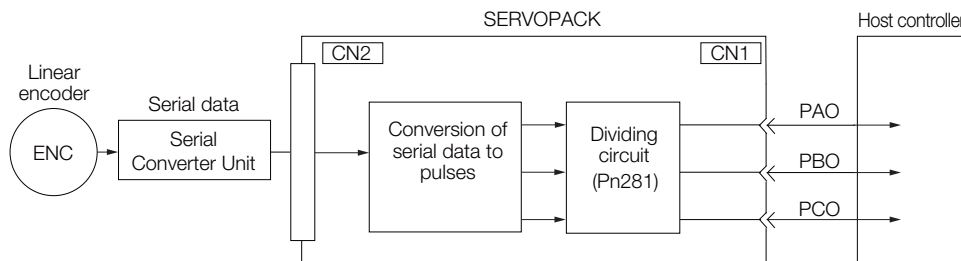 SERVOPACK
Host controller
CN2
CN1
Linear
encoder
Serial data
ENC
Serial
Converter Unit
Conversion of
serial data to
pulses
Dividing
circuit
(Pn281)
PAO
PBO
PCO